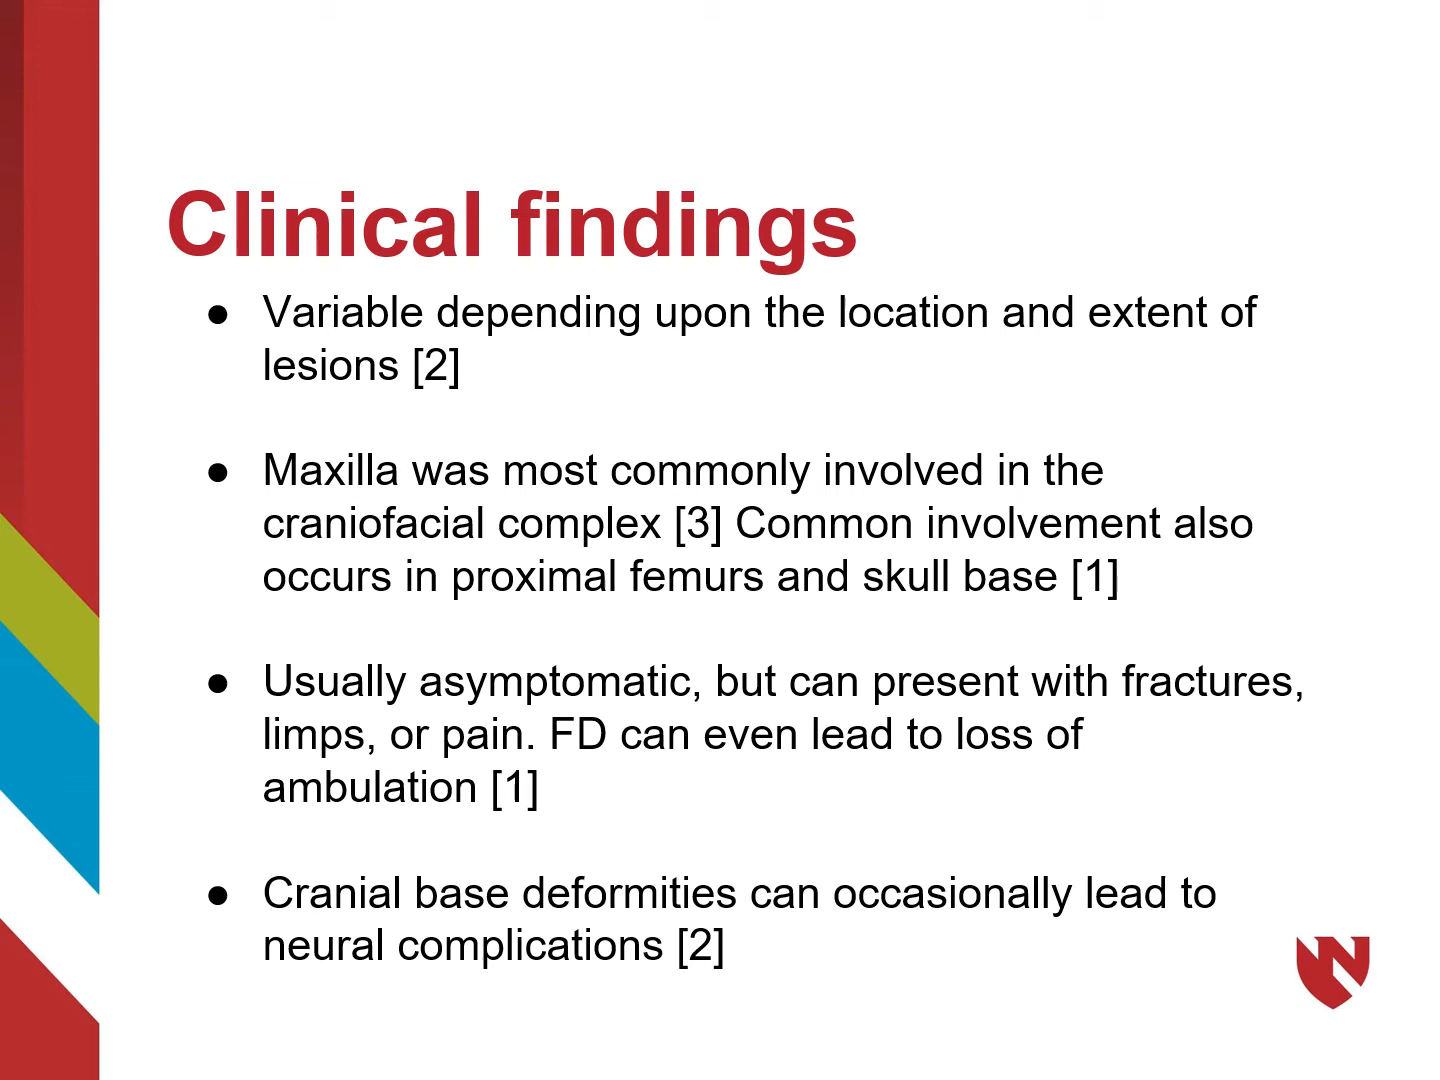 Clinical findings
● Variable depending upon the location and extent of
lesions [2]
● Maxilla was most commonly involved in the
craniofacial complex [3] Common involvement also
occurs in proximal femurs and skull base [1]
● Usually asymptomatic, but can present with fractures,
limps, or pain. FD can even lead to loss of
ambulation [1]
● Cranial base deformities can occasionally lead to
neural complications [2]
N